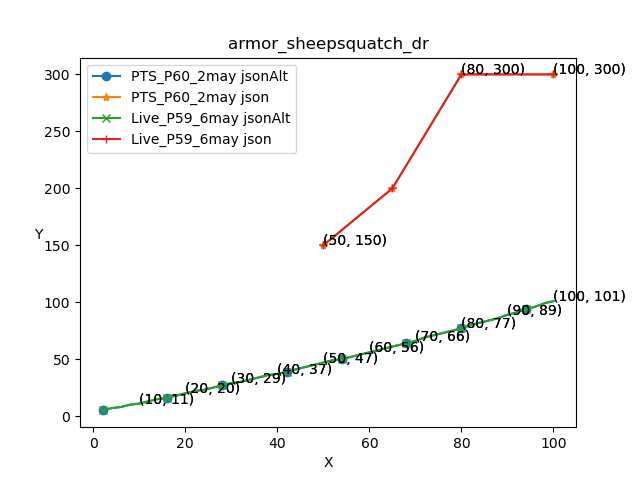 armor_sheepsquatch_dr
PTS_P60_2may jsonAlt
PTS_P60_2may json
Live_P59_6may jsonAlt
Live_P59_6may json
(80, 300)
(100, 300)
(50, 150)
(100, 101)
(90, 89)
(80, 77)
(70, 66)
(60, 56)
(50, 47)
(40, 37)
(30, 29)
(20, 20)
(10, 11)
300
250
200
150
100
50
0
Y
0 20 40 60 80 100
X